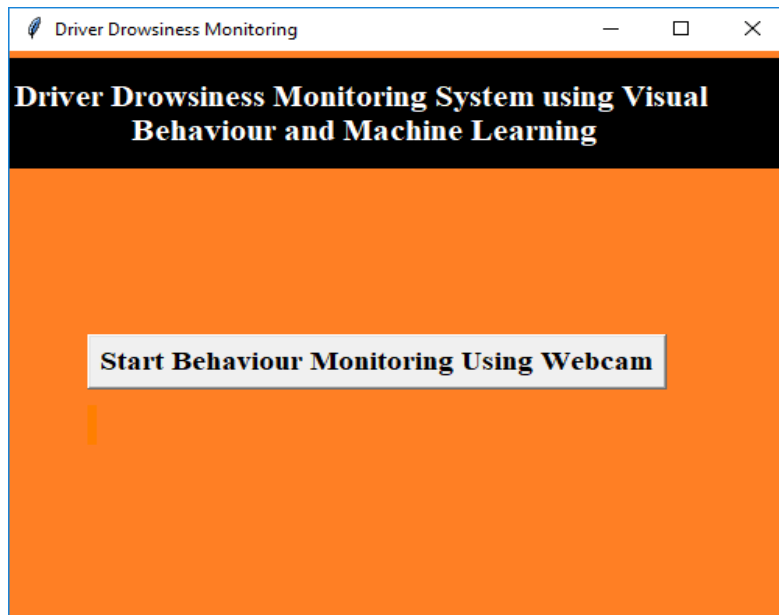 Driver Drowsiness Monitoring
Driver Drowsiness Monitoring System using Visual
Behaviour and Machine Learning
Start Behaviour Monitoring Using Webcam